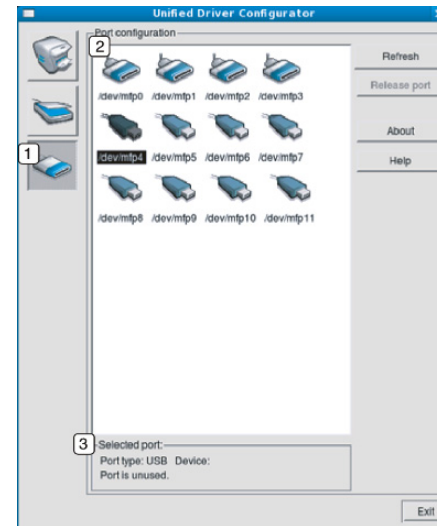 Unified Driver Configurator
Port configuration
2
Refresh
/dev/mfp0 /dev/mfp1 /dev/mfp2 /dev/mfp3
Release port
About
1
/dev/mfp4 /dev/mfp5 /dev/mfp6 /dev/mfp7
Help
/dev/mfp8 /dev/mfp9 /dev/mfp10 /dev/mfp11
3
Selected port:
Port type: USB Device:
Port is unused.
Exit